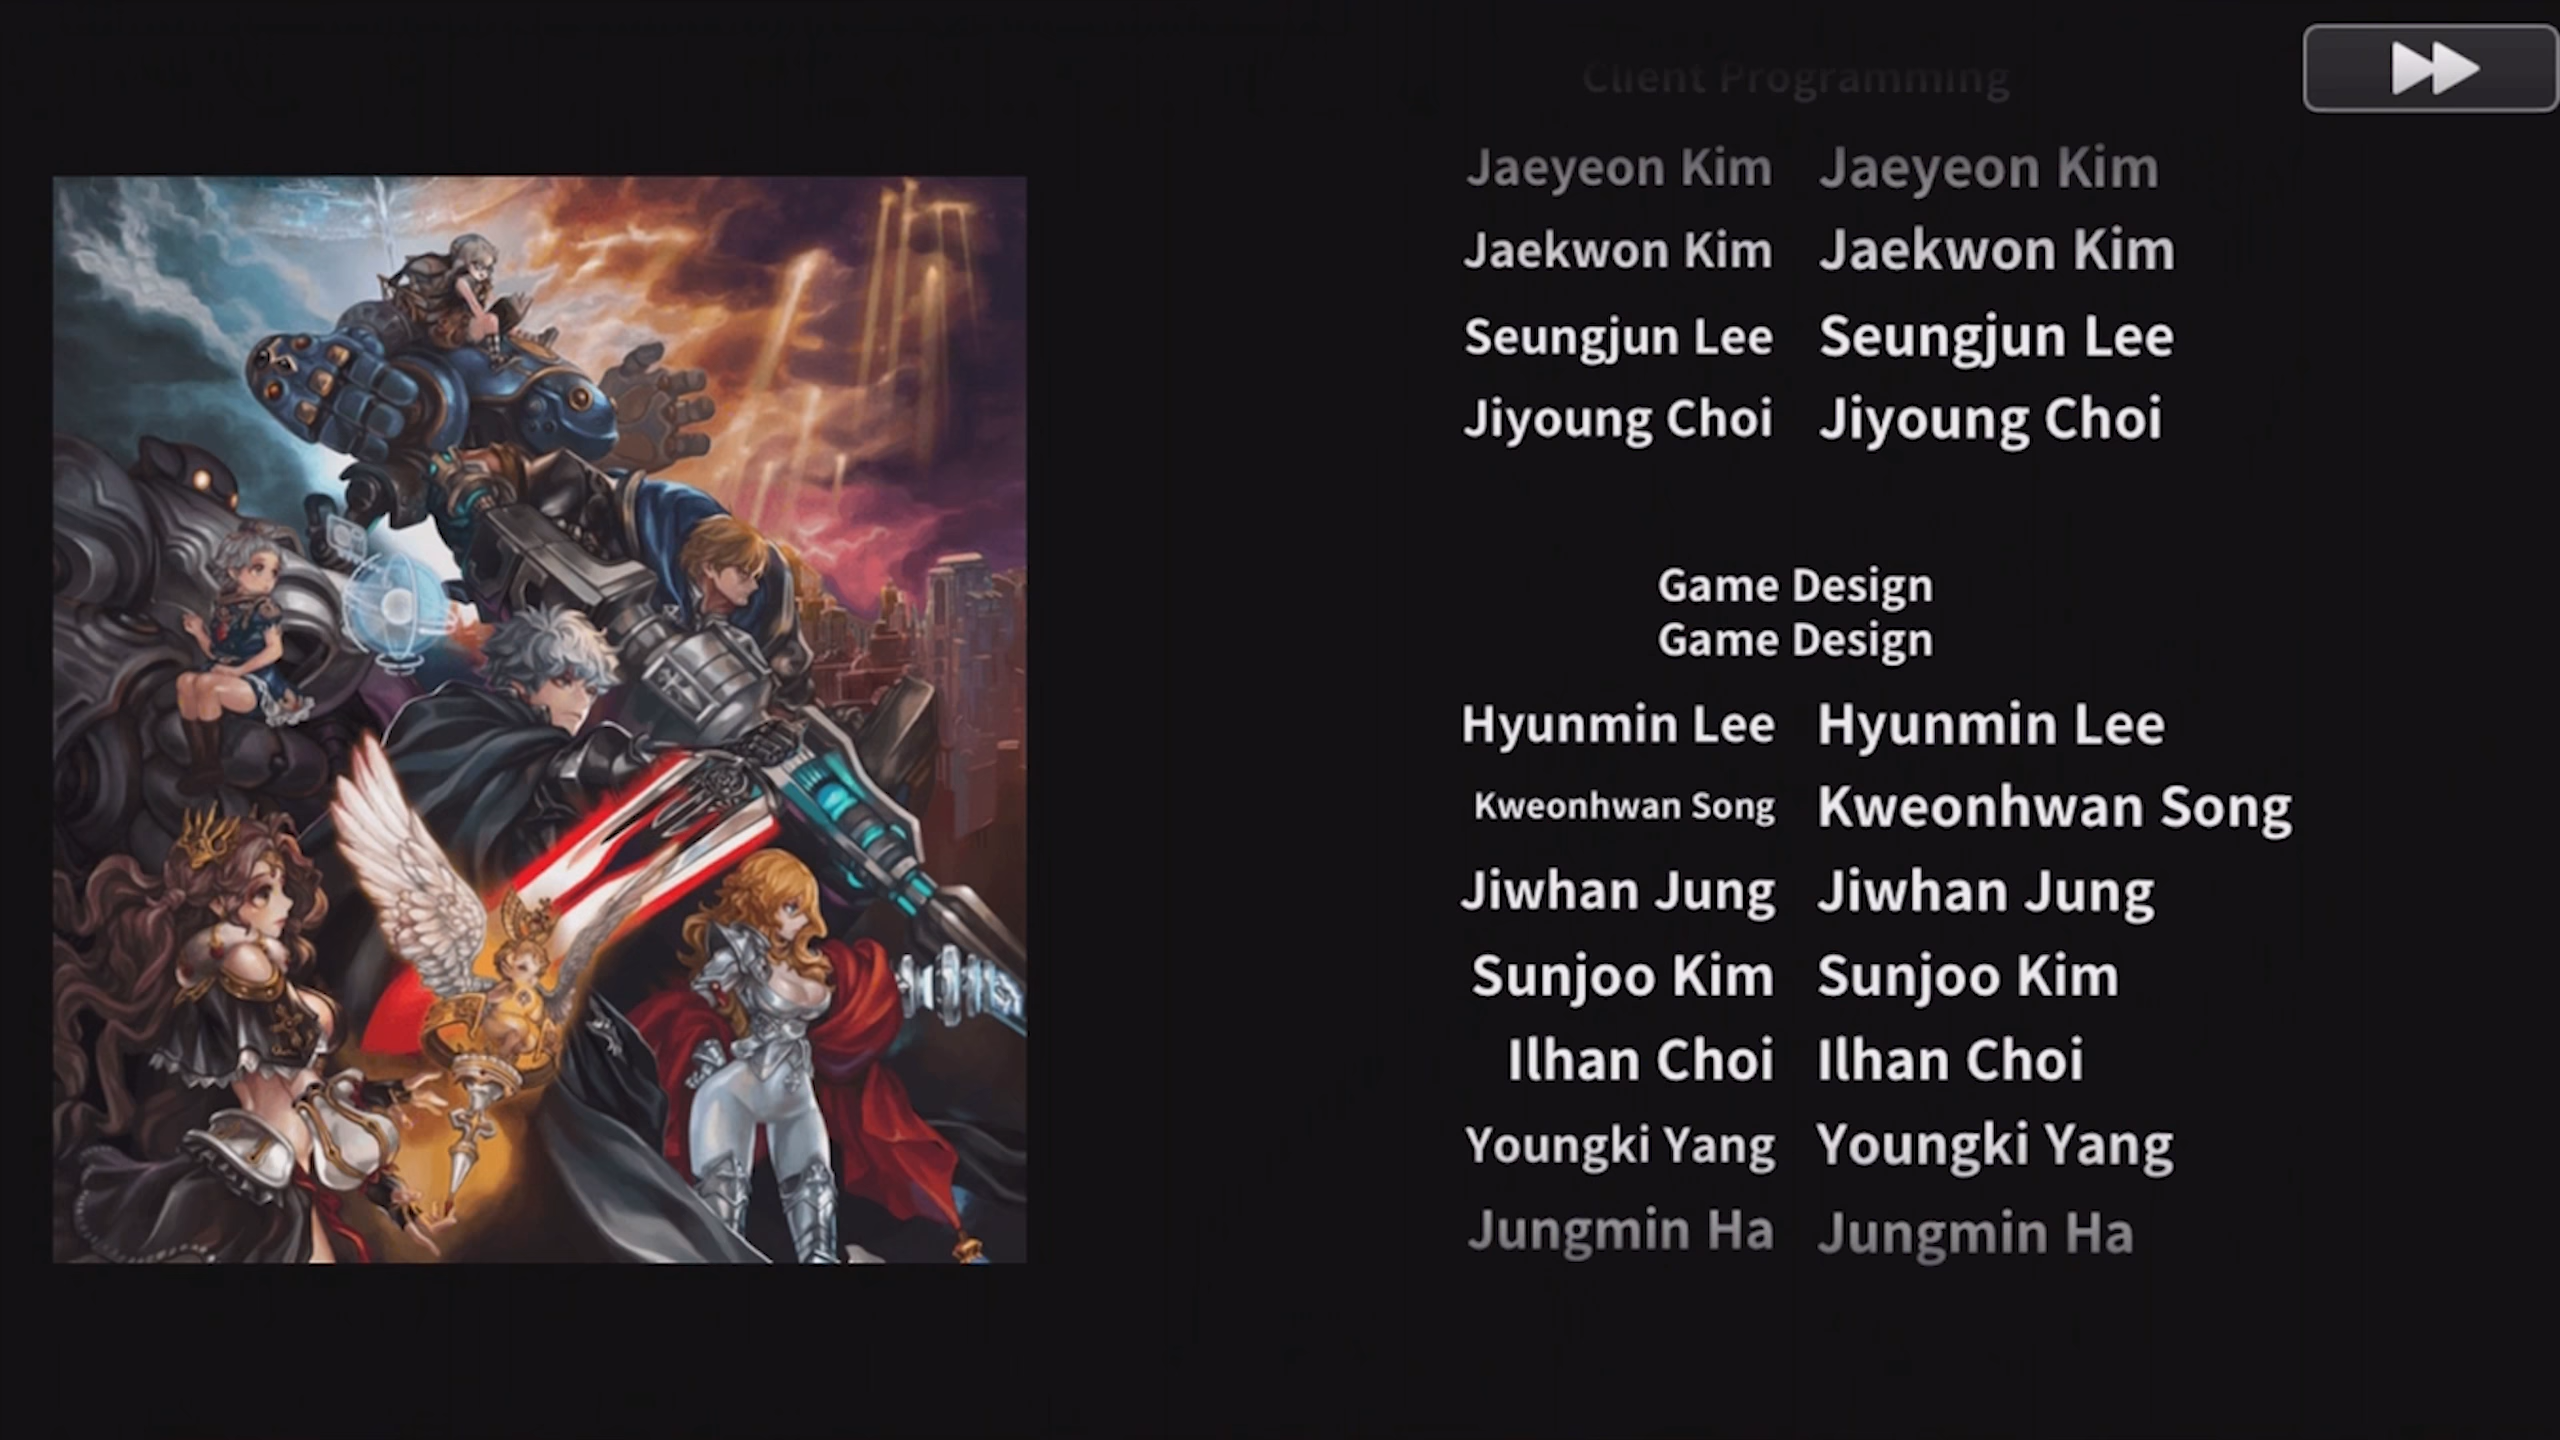 Client Programming
Jaeyeon Kim Jaeyeon Kim
Jaekwon Kim Jaekwon Kim
Seungjun Lee Seungjun Lee
Jiyoung Choi Jiyoung Choi
Game Design
Game Design
Hyunmin Lee Hyunmin Lee
Kweonhwan Song Kweonhwan Song
Jiwhan Jung Jiwhan Jung
Sunjoo Kim Sunjoo Kim
Ilhan Choi Ilhan Choi
Youngki Yang Youngki Yang
Jungmin Ha Jungmin Ha